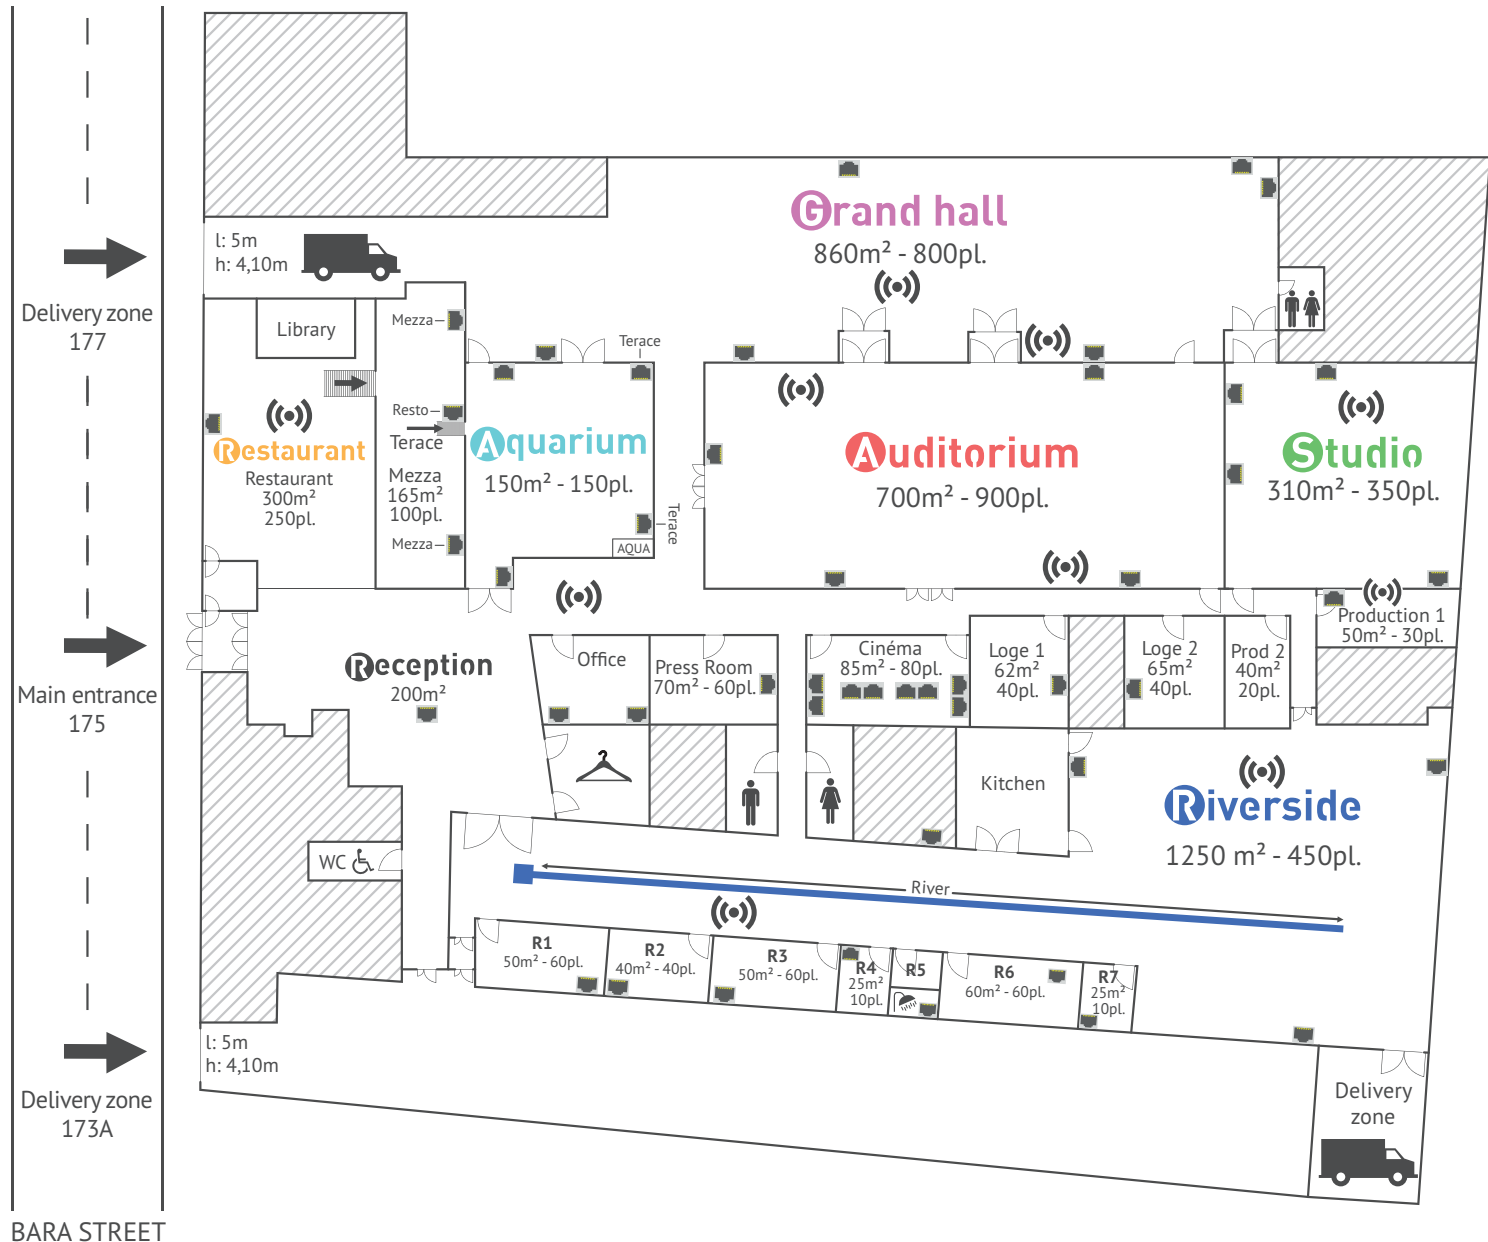 Grand hall
860m² - 800pl.
l: 5m
h: 4,10m
Delivery zone
177
Library
Mezza
Terace
Resto
Terace
Restaurant
Restaurant
300m²
250pl.
Mezza
165m²
100pl.
Mezza
Aquarium
150m² - 150pl.
Terace
AQUA
Auditorium
700m² - 900pl.
Studio
310m² - 350pl.
Production 1
50m² - 30pl.
Main entrance
175
Reception
200m²
Office
Press Room
70m² - 60pl.
Cinéma
85m² - 80pl.
Loge 1
62m²
40pl.
Loge 2
65m²
40pl.
Prod 2
40m²
20pl.
Kitchen
Riverside
1250 m² - 450pl.
WC
River
R1
50m² - 60pl.
R2
40m² - 40pl.
R3
50m² - 60pl.
R4
25m²
10pl.
R5
R6
60m² - 60pl.
R7
25m²
10pl.
l: 5m
h: 4,10m
Delivery zone
173A
Delivery
zone
BARA STREET